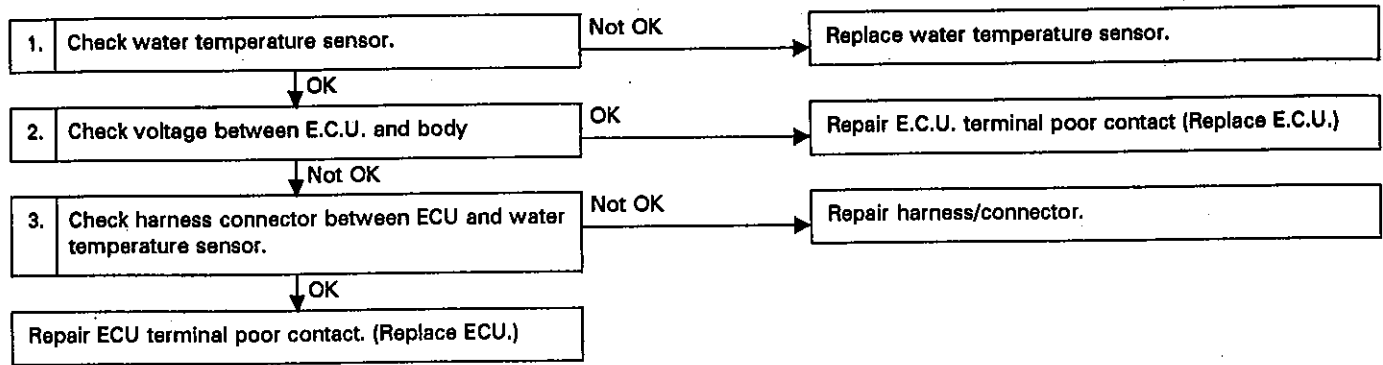 1. Check water temperature sensor.
Not OK
Replace water temperature sensor.
OK
2. Check voltage between E.C.U. and body
OK
Repair E.C.U. terminal poor contact (Replace E.C.U.)
Not OK
3. Check harness connector between ECU and water
temperature sensor.
Not OK
Repair harness/connector.
OK
Repair ECU terminal poor contact. (Replace ECU.)